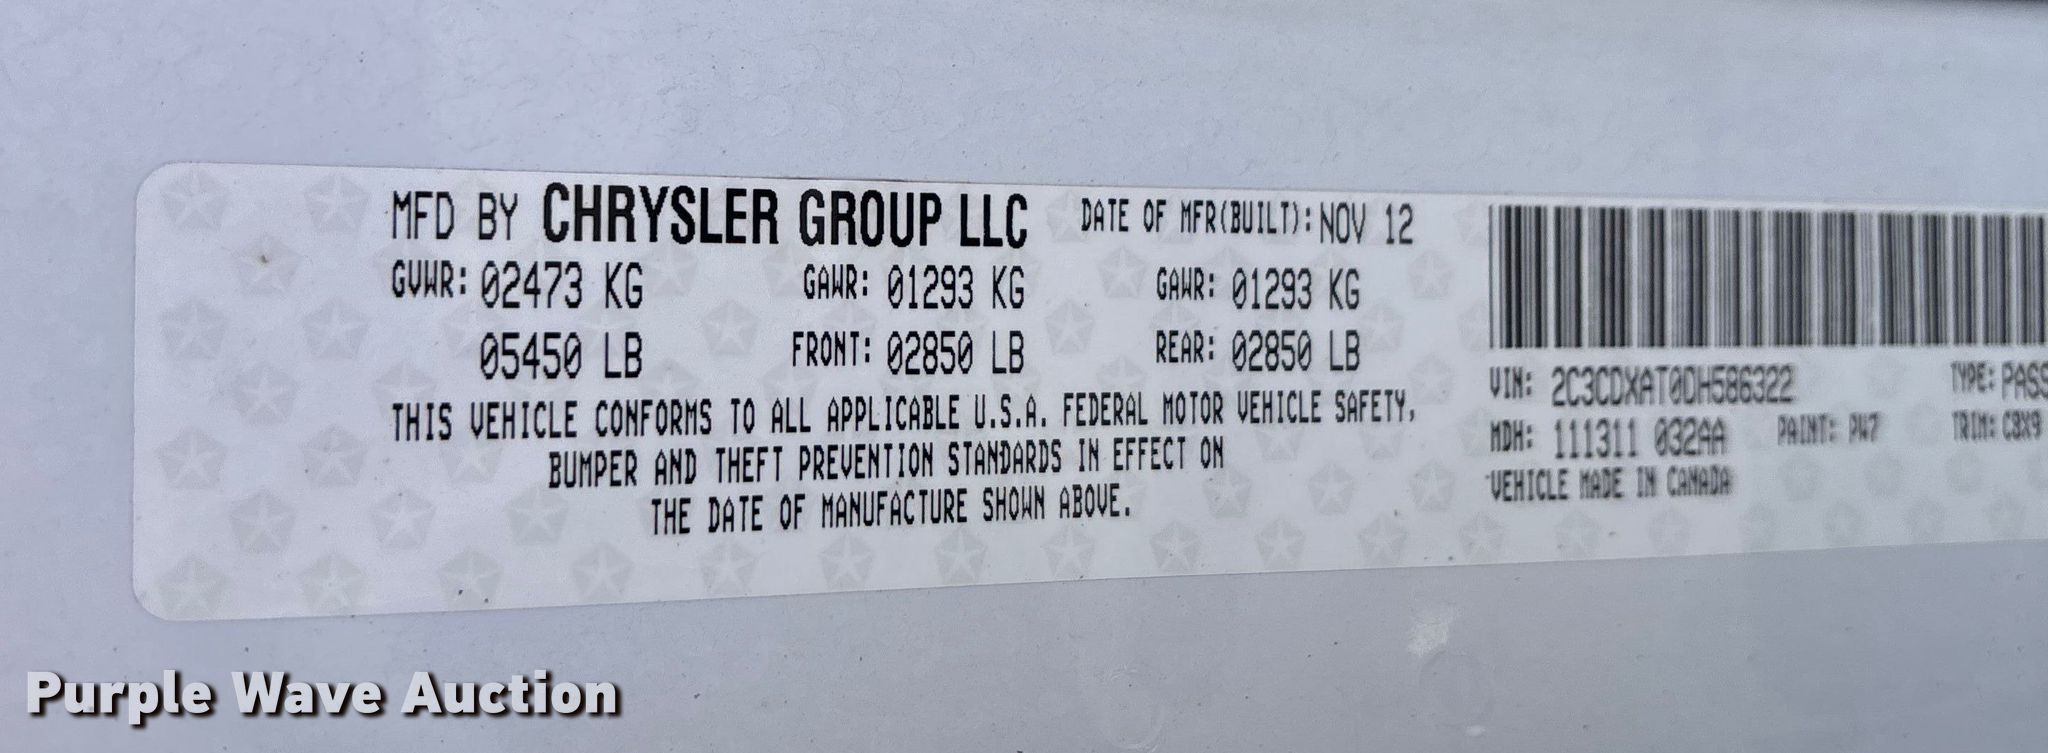 MFD BY CHRYSLER GROUP LLC DATE OF MFR(BUILT): NOV 12
GVWR: 02473 KG GAWR: 01293 KG GAWR: 01293 KG
05450 LB FRONT: 02850 LB REAR: 02850 LB
THIS VEHICLE CONFORMS TO ALL APPLICABLE U.S.A. FEDERAL MOTOR VEHICLE SAFETY,
BUMPER AND THEFT PREVENTION STANDARDS IN EFFECT ON
THE DATE OF MANUFACTURE SHOWN ABOVE.
VIN: 2C3CDXAT0DH586322 TYPE: PASS
MDH: 111311 032AA PAINT: PW7 TRIM: C8X9
VEHICLE MADE IN CANADA
Purple Wave Auction